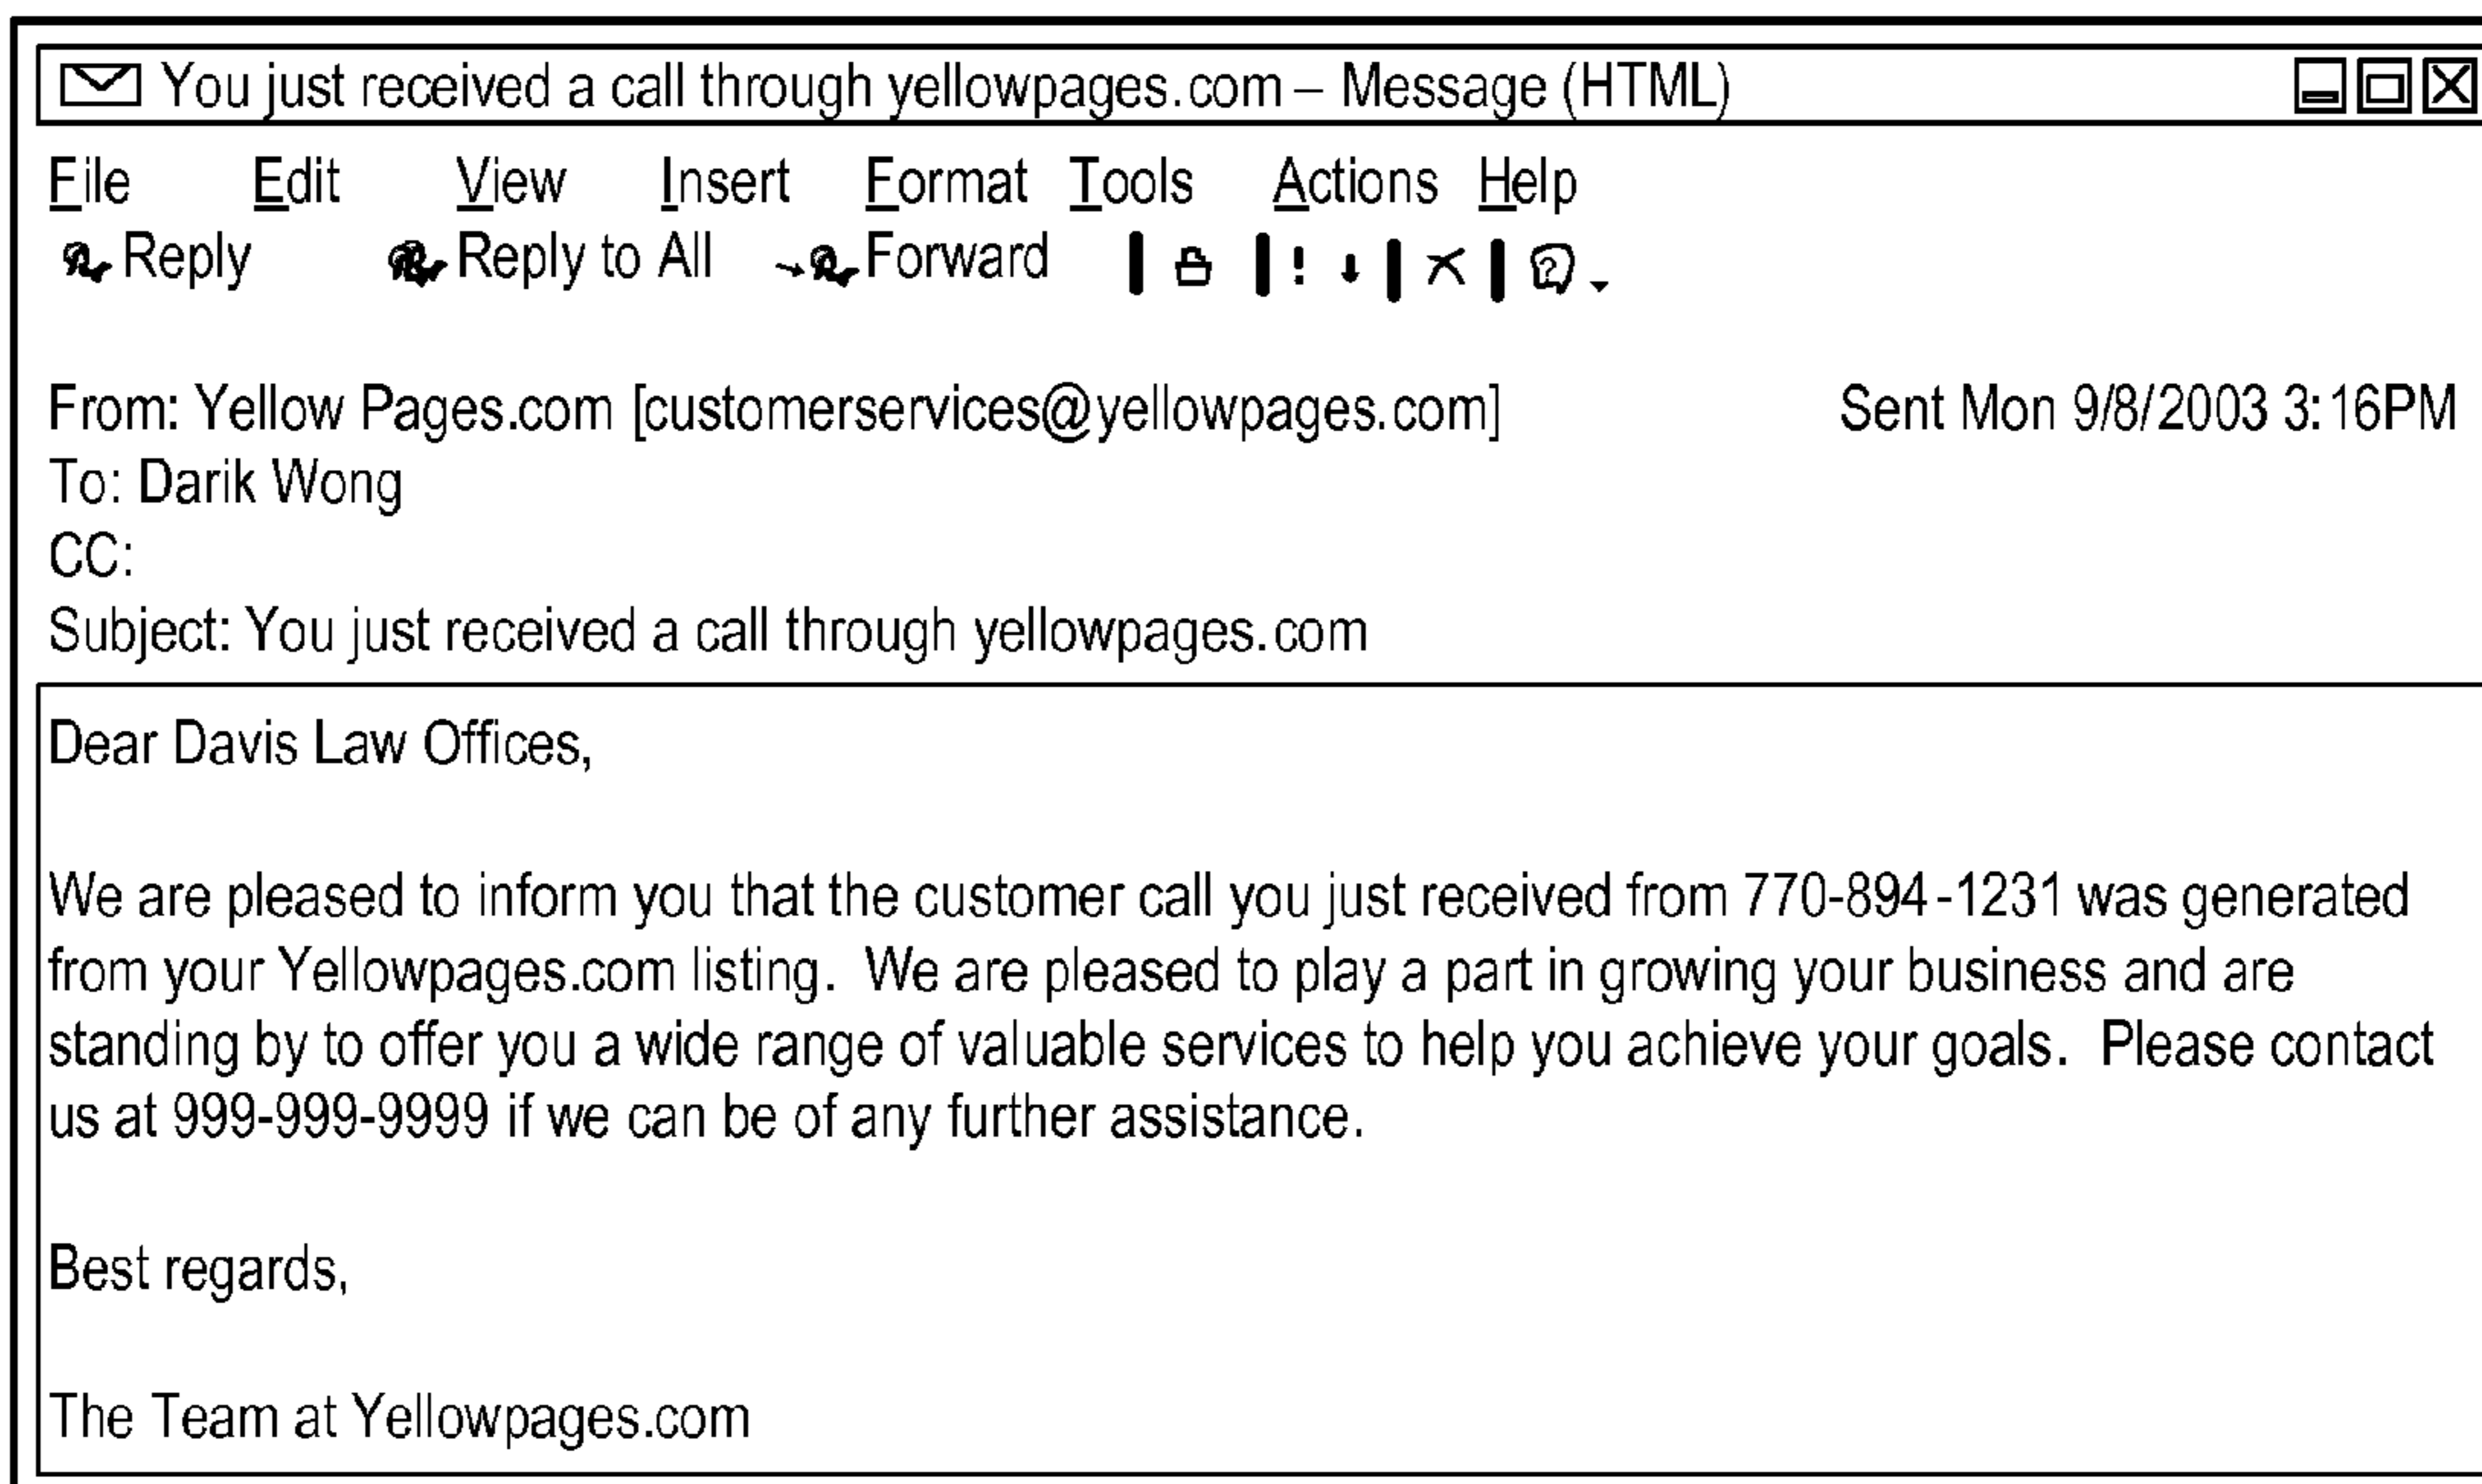 You just received a call through yellowpages.com – Message (HTML)
File Edit View Insert Format Tools Actions Help
Reply Reply to All Forward
From: Yellow Pages.com [customerservices@yellowpages.com] Sent Mon 9/8/2003 3:16PM
To: Darik Wong
CC:
Subject: You just received a call through yellowpages.com
Dear Davis Law Offices,
We are pleased to inform you that the customer call you just received from 770-894-1231 was generated
from your Yellowpages.com listing. We are pleased to play a part in growing your business and are
standing by to offer you a wide range of valuable services to help you achieve your goals. Please contact
us at 999-999-9999 if we can be of any further assistance.
Best regards,
The Team at Yellowpages.com